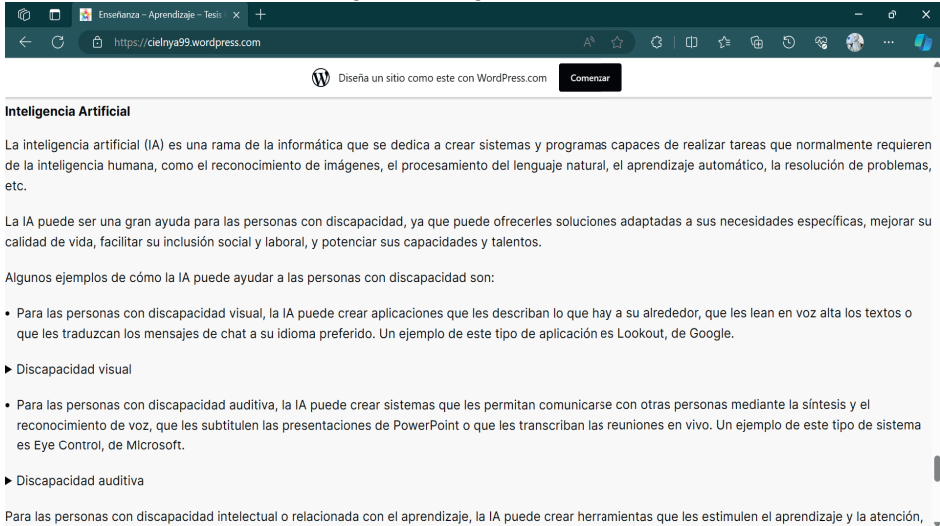 Enseñanza – Aprendizaje – Tesis
https://cielnya99.wordpress.com
Diseña un sitio como este con WordPress.com
Comenzar
Inteligencia Artificial
La inteligencia artificial (IA) es una rama de la informática que se dedica a crear sistemas y programas capaces de realizar tareas que normalmente requieren
de la inteligencia humana, como el reconocimiento de imágenes, el procesamiento del lenguaje natural, el aprendizaje automático, la resolución de problemas,
etc.
La IA puede ser una gran ayuda para las personas con discapacidad, ya que puede ofrecerles soluciones adaptadas a sus necesidades específicas, mejorar su
calidad de vida, facilitar su inclusión social y laboral, y potenciar sus capacidades y talentos.
Algunos ejemplos de cómo la IA puede ayudar a las personas con discapacidad son:
• Para las personas con discapacidad visual, la IA puede crear aplicaciones que les describan lo que hay a su alrededor, que les lean en voz alta los textos o
que les traduzcan los mensajes de chat a su idioma preferido. Un ejemplo de este tipo de aplicación es Lookout, de Google.
▶ Discapacidad visual
• Para las personas con discapacidad auditiva, la IA puede crear sistemas que les permitan comunicarse con otras personas mediante la síntesis y el
reconocimiento de voz, que les subtitulen las presentaciones de PowerPoint o que les transcriban las reuniones en vivo. Un ejemplo de este tipo de sistema
es Eye Control, de Microsoft.
▶ Discapacidad auditiva
Para las personas con discapacidad intelectual o relacionada con el aprendizaje, la IA puede crear herramientas que les estimulen el aprendizaje y la atención,